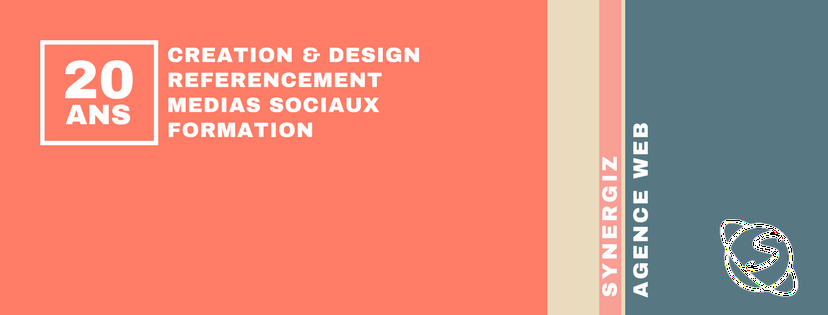 20
ANS
CREATION & DESIGN
REFERENCEMENT
MEDIAS SOCIAUX
FORMATION
SYNERGIZ
AGENCE WEB
S